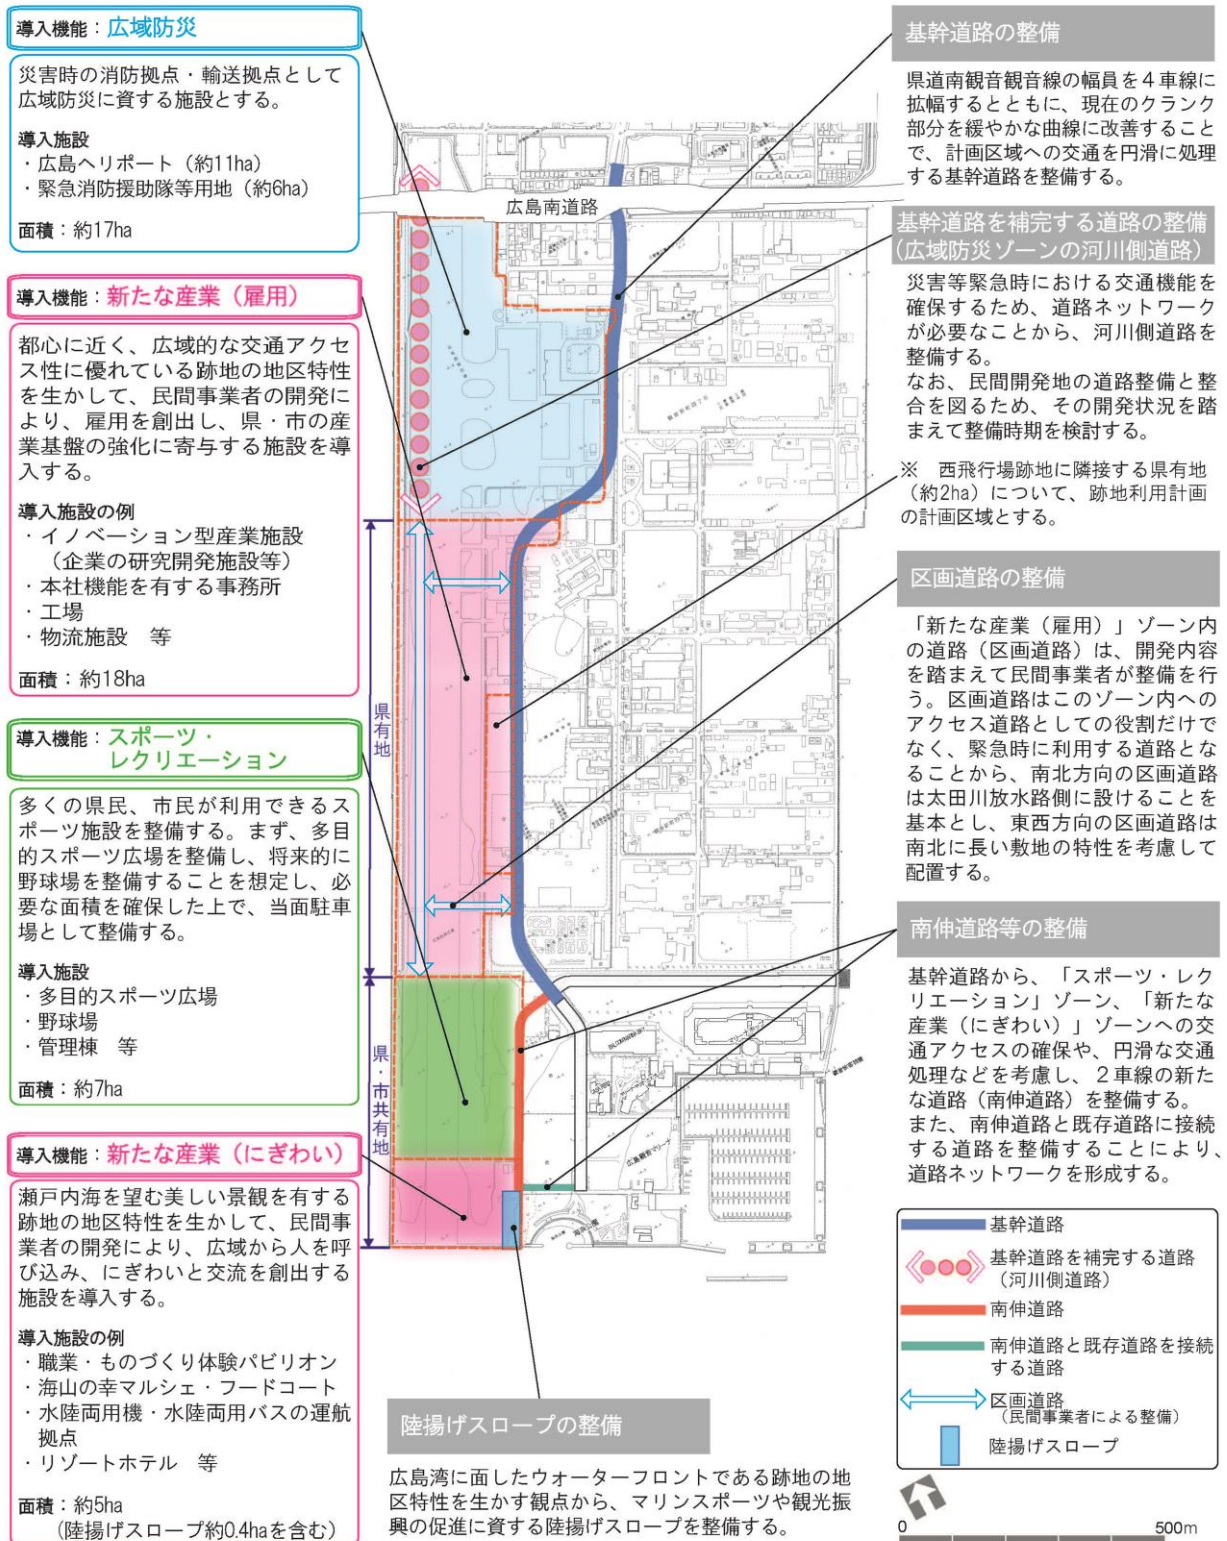 導入機能：広域防災
災害時の消防拠点・輸送拠点として
広域防災に資する施設とする。
導入施設
・広島ヘリポート（約11ha）
・緊急消防援助隊等用地（約6ha）
面積：約17ha
導入機能：新たな産業（雇用）
都心に近く、広域的な交通アクセ
ス性に優れている跡地の地区特性
を生かして、民間事業者の開発に
より、雇用を創出し、県・市の産
業基盤の強化に寄与する施設を導
入する。
導入施設の例
・イノベーション型産業施設
（企業の研究開発施設等）
・本社機能を有する事務所
・工場
・物流施設　等
面積：約18ha
導入機能：スポーツ・
レクリエーション
多くの県民、市民が利用できるス
ポーツ施設を整備する。まず、多目
的スポーツ広場を整備し、将来的に
野球場を整備することを想定し、必
要な面積を確保した上で、当面駐車
場として整備する。
導入施設
・多目的スポーツ広場
・野球場
・管理棟　等
面積：約7ha
導入機能：新たな産業（にぎわい）
瀬戸内海を望む美しい景観を有する
跡地の地区特性を生かして、民間事
業者の開発により、広域から人を呼
び込み、にぎわいと交流を創出する
施設を導入する。
導入施設の例
・職業・ものづくり体験パビリオン
・海山の幸マルシェ・フードコート
・水陸両用機・水陸両用バスの運航
拠点
・リゾートホテル　等
面積：約5ha
（陸揚げスロープ約0.4haを含む）
広島南道路
県有地
県・市共有地
広島観音マリーナ
陸揚げスロープの整備
広島湾に面したウォーターフロントである跡地の地
区特性を生かす観点から、マリンスポーツや観光振
興の促進に資する陸揚げスロープを整備する。
基幹道路の整備
県道南観音観音線の幅員を４車線に
拡幅するとともに、現在のクランク
部分を緩やかな曲線に改善すること
で、計画区域への交通を円滑に処理
する基幹道路を整備する。
基幹道路を補完する道路の整備
（広域防災ゾーンの河川側道路）
災害等緊急時における交通機能を
確保するため、道路ネットワーク
が必要なことから、河川側道路を
整備する。
なお、民間開発地の道路整備と整
合を図るため、その開発状況を踏
まえて整備時期を検討する。
※　西飛行場跡地に隣接する県有地
（約2ha）について、跡地利用計画
の計画区域とする。
区画道路の整備
「新たな産業（雇用）」ゾーン内
の道路（区画道路）は、開発内容
を踏まえて民間事業者が整備を行
う。区画道路はこのゾーン内への
アクセス道路としての役割だけで
なく、緊急時に利用する道路とな
ることから、南北方向の区画道路
は太田川放水路側に設けることを
基本とし、東西方向の区画道路は
南北に長い敷地の特性を考慮して
配置する。
南伸道路等の整備
基幹道路から、「スポーツ・レク
リエーション」ゾーン、「新たな
産業（にぎわい）」ゾーンへの交
通アクセスの確保や、円滑な交通
処理などを考慮し、２車線の新た
な道路（南伸道路）を整備する。
また、南伸道路と既存道路に接続
する道路を整備することにより、
道路ネットワークを形成する。
基幹道路
基幹道路を補完する道路
（河川側道路）
南伸道路
南伸道路と既存道路を接続
する道路
区画道路
（民間事業者による整備）
陸揚げスロープ
0
500m